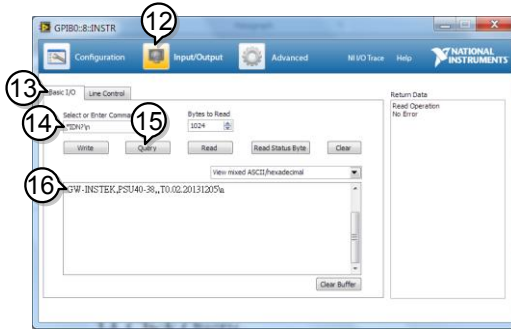 12
GPIB0::8::INSTR
Configuration
Input/Output
Advanced
NI I/O Trace
Help
NATIONAL INSTRUMENTS
13
Basic I/O
Line Control
Return Data
Read Operation
No Error
14
Select or Enter Comma
*IDN?\n
15
Bytes to Read
1024
Write
Query
Read
Read Status Byte
Clear
View mixed ASCII/hexadecimal
16
GW-INSTEK,PSU40-38,,T0.02.20131205\n
Clear Buffer